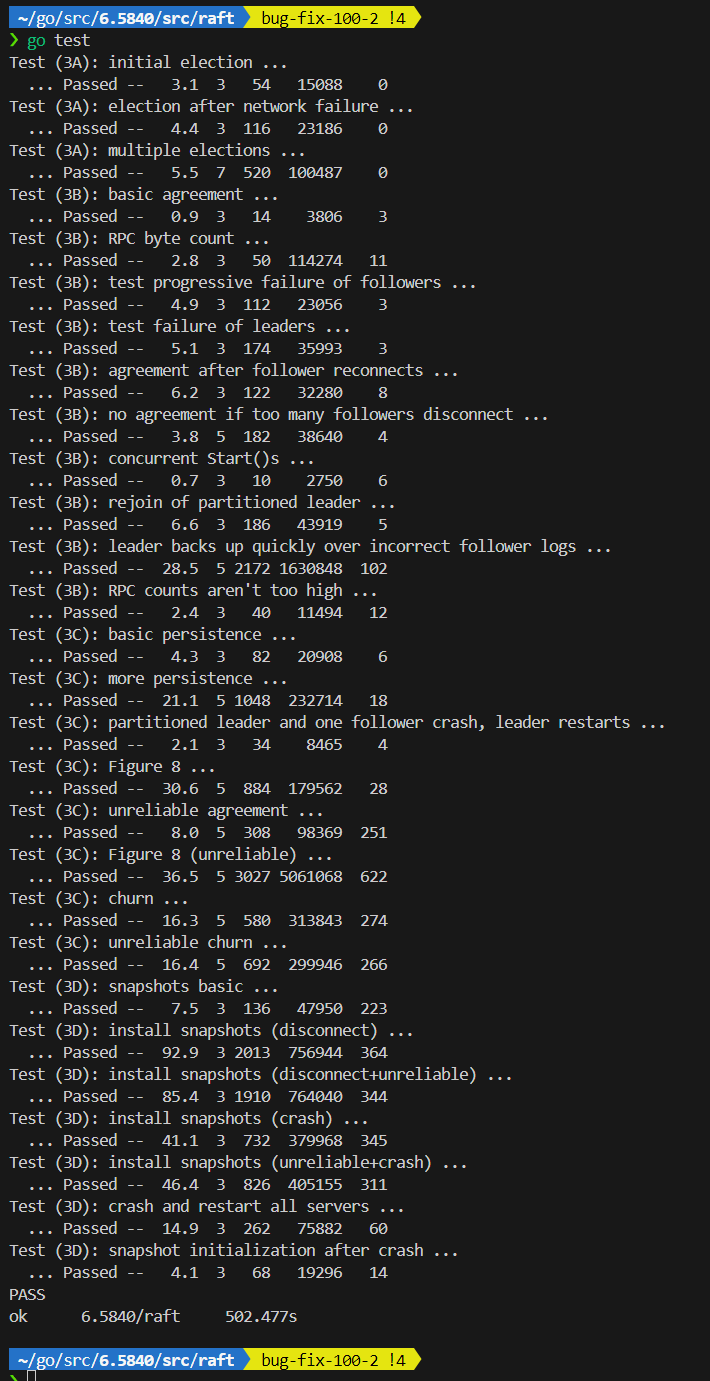 ~/go/src/6.5840/src/raft bug-fix-100-2 !4
❯ go test
Test (3A): initial election ...
  ... Passed --   3.1  3   54   15088    0
Test (3A): election after network failure ...
  ... Passed --   4.4  3  116   23186    0
Test (3A): multiple elections ...
  ... Passed --   5.5  7  520  100487    0
Test (3B): basic agreement ...
  ... Passed --   0.9  3   14    3806    3
Test (3B): RPC byte count ...
  ... Passed --   2.8  3   50  114274   11
Test (3B): test progressive failure of followers ...
  ... Passed --   4.9  3  112   23056    3
Test (3B): test failure of leaders ...
  ... Passed --   5.1  3  174   35993    3
Test (3B): agreement after follower reconnects ...
  ... Passed --   6.2  3  122   32280    8
Test (3B): no agreement if too many followers disconnect ...
  ... Passed --   3.8  5  182   38640    4
Test (3B): concurrent Start()s ...
  ... Passed --   0.7  3   10    2750    6
Test (3B): rejoin of partitioned leader ...
  ... Passed --   6.6  3  186   43919    5
Test (3B): leader backs up quickly over incorrect follower logs ...
  ... Passed --  28.5  5 2172 1630848  102
Test (3B): RPC counts aren't too high ...
  ... Passed --   2.4  3   40   11494   12
Test (3C): basic persistence ...
  ... Passed --   4.3  3   82   20908    6
Test (3C): more persistence ...
  ... Passed --  21.1  5 1048  232714   18
Test (3C): partitioned leader and one follower crash, leader restarts ...
  ... Passed --   2.1  3   34    8465    4
Test (3C): Figure 8 ...
  ... Passed --  30.6  5  884  179562   28
Test (3C): unreliable agreement ...
  ... Passed --   8.0  5  308   98369  251
Test (3C): Figure 8 (unreliable) ...
  ... Passed --  36.5  5 3027 5061068  622
Test (3C): churn ...
  ... Passed --  16.3  5  580  313843  274
Test (3C): unreliable churn ...
  ... Passed --  16.4  5  692  299946  266
Test (3D): snapshots basic ...
  ... Passed --   7.5  3  136   47950  223
Test (3D): install snapshots (disconnect) ...
  ... Passed --  92.9  3 2013  756944  364
Test (3D): install snapshots (disconnect+unreliable) ...
  ... Passed --  85.4  3 1910  764040  344
Test (3D): install snapshots (crash) ...
  ... Passed --  41.1  3  732  379968  345
Test (3D): install snapshots (unreliable+crash) ...
  ... Passed --  46.4  3  826  405155  311
Test (3D): crash and restart all servers ...
  ... Passed --  14.9  3  262   75882   60
Test (3D): snapshot initialization after crash ...
  ... Passed --   4.1  3   68   19296   14
PASS
ok      6.5840/raft     502.477s
~/go/src/6.5840/src/raft bug-fix-100-2 !4
❯